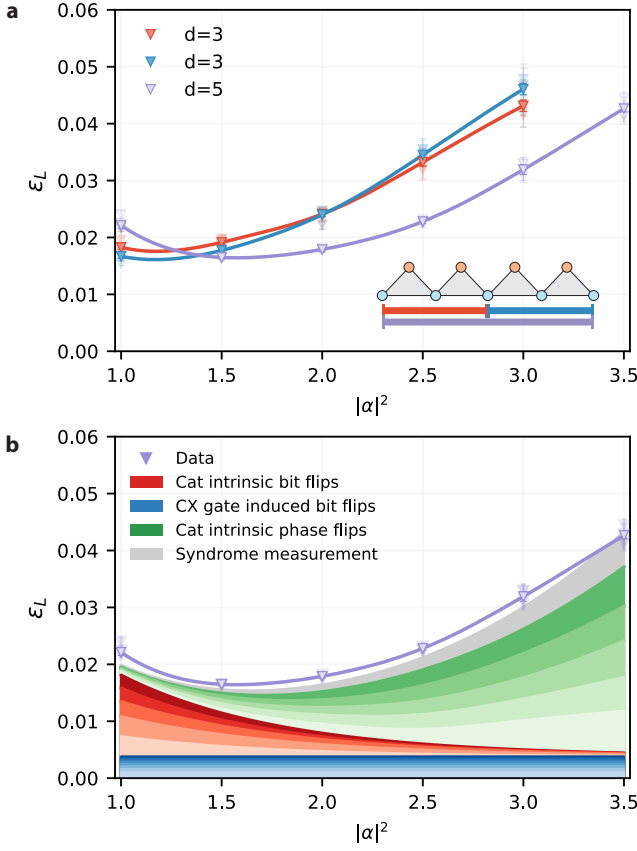 a
0.06
0.05
0.04
0.03
0.02
0.01
0.00
ε_L
d=3
d=3
d=5
1.0 1.5 2.0 2.5 3.0 3.5
|α|²
b
0.06
0.05
0.04
0.03
0.02
0.01
0.00
ε_L
Data
Cat intrinsic bit flips
CX gate induced bit flips
Cat intrinsic phase flips
Syndrome measurement
1.0 1.5 2.0 2.5 3.0 3.5
|α|²